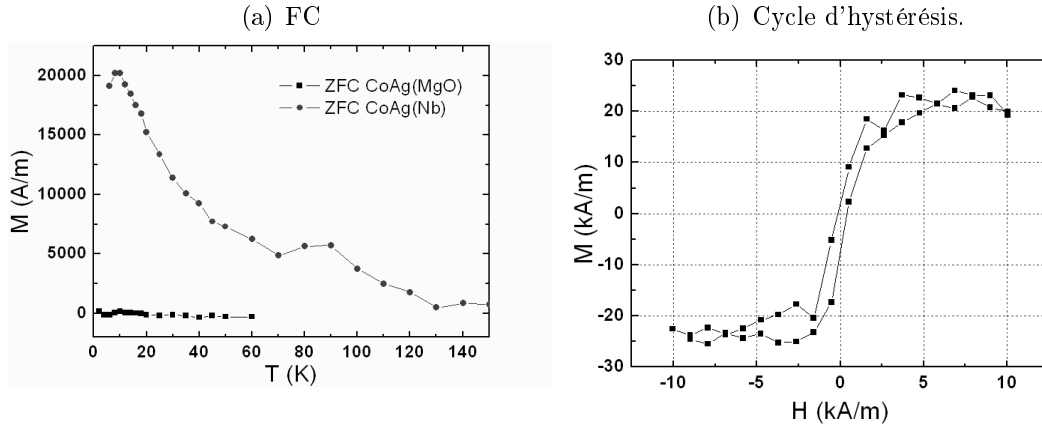 (a) FC
(b) Cycle d'hystérésis.
20000
15000
10000
5000
0
M (A/m)
ZFC CoAg(MgO)
ZFC CoAg(Nb)
0 20 40 60 80 100 120 140
T (K)
30
20
10
0
-10
-20
-30
M (kA/m)
-10 -5 0 5 10
H (kA/m)